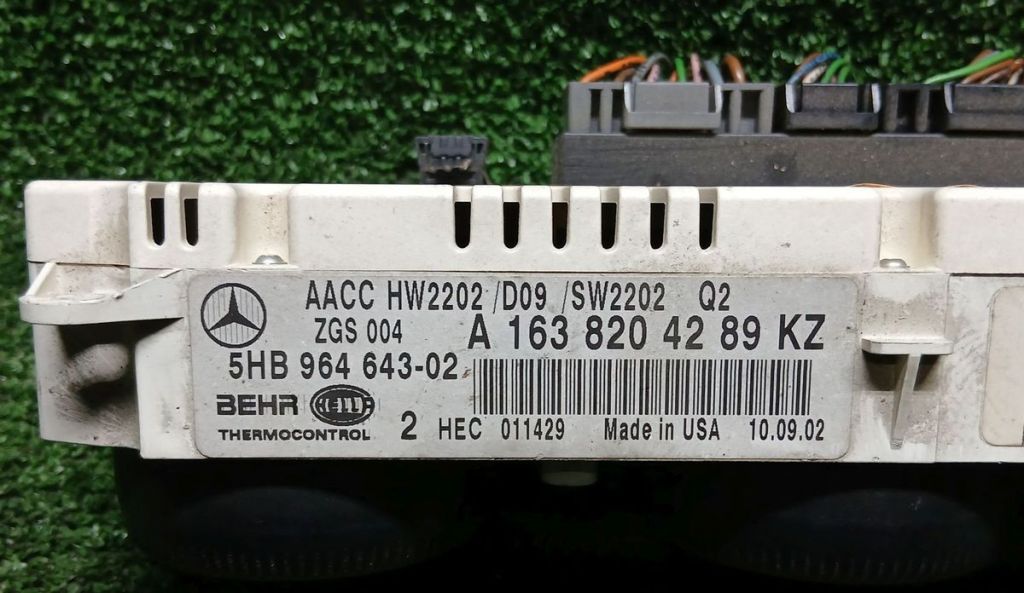 AACC HW2202 /D09 /SW2202 Q2
ZGS 004 A 163 820 42 89 KZ
5HB 964 643-02
BEHR HELLA
THERMOCONTROL 2 HEC 011429 Made in USA 10.09.02